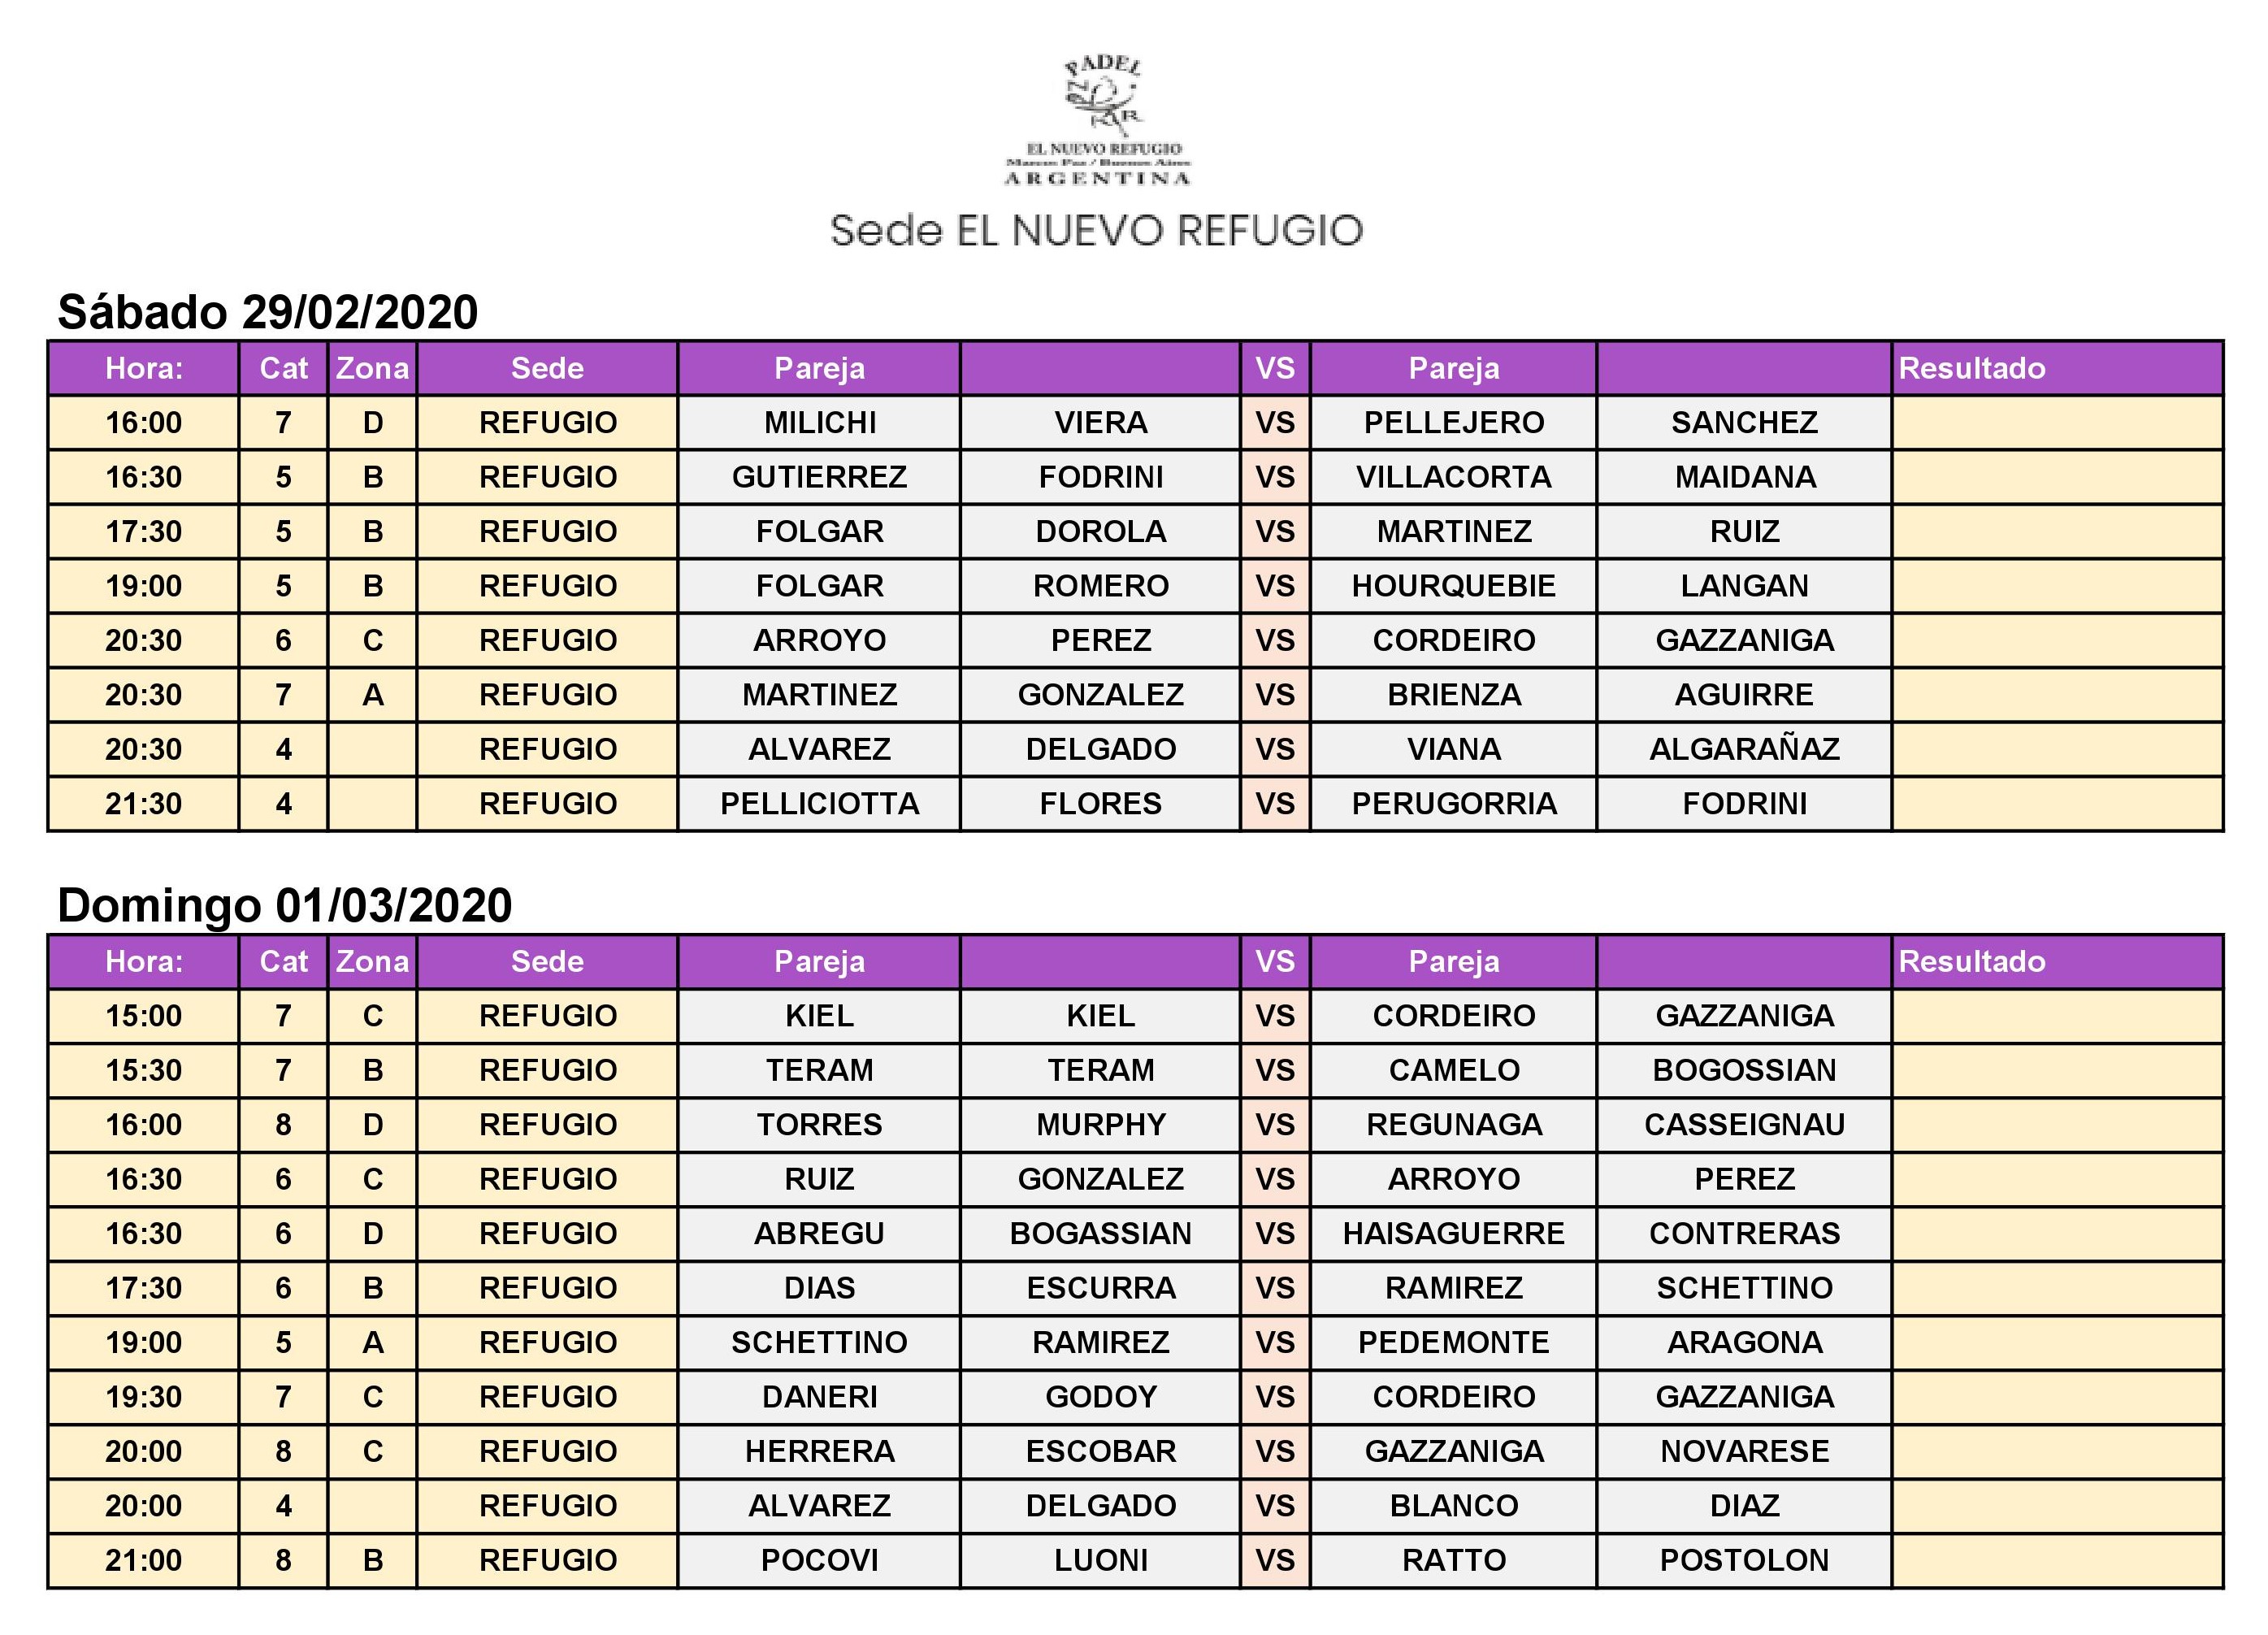 PADEL
EL NUEVO REFUGIO
Marcos Paz / Buenos Aires
ARGENTINA
Sede EL NUEVO REFUGIO
Sábado 29/02/2020
Hora: Cat Zona Sede Pareja VS Pareja Resultado
16:00 7 D REFUGIO MILICHI VIERA VS PELLEJERO SANCHEZ
16:30 5 B REFUGIO GUTIERREZ FODRINI VS VILLACORTA MAIDANA
17:30 5 B REFUGIO FOLGAR DOROLA VS MARTINEZ RUIZ
19:00 5 B REFUGIO FOLGAR ROMERO VS HOURQUEBIE LANGAN
20:30 6 C REFUGIO ARROYO PEREZ VS CORDEIRO GAZZANIGA
20:30 7 A REFUGIO MARTINEZ GONZALEZ VS BRIENZA AGUIRRE
20:30 4 REFUGIO ALVAREZ DELGADO VS VIANA ALGARAÑAZ
21:30 4 REFUGIO PELLICIOTTA FLORES VS PERUGORRIA FODRINI
Domingo 01/03/2020
Hora: Cat Zona Sede Pareja VS Pareja Resultado
15:00 7 C REFUGIO KIEL KIEL VS CORDEIRO GAZZANIGA
15:30 7 B REFUGIO TERAM TERAM VS CAMELO BOGOSSIAN
16:00 8 D REFUGIO TORRES MURPHY VS REGUNAGA CASSEIGNAU
16:30 6 C REFUGIO RUIZ GONZALEZ VS ARROYO PEREZ
16:30 6 D REFUGIO ABREGU BOGASSIAN VS HAISAGUERRE CONTRERAS
17:30 6 B REFUGIO DIAS ESCURRA VS RAMIREZ SCHETTINO
19:00 5 A REFUGIO SCHETTINO RAMIREZ VS PEDEMONTE ARAGONA
19:30 7 C REFUGIO DANERI GODOY VS CORDEIRO GAZZANIGA
20:00 8 C REFUGIO HERRERA ESCOBAR VS GAZZANIGA NOVARESE
20:00 4 REFUGIO ALVAREZ DELGADO VS BLANCO DIAZ
21:00 8 B REFUGIO POCOVI LUONI VS RATTO POSTOLON